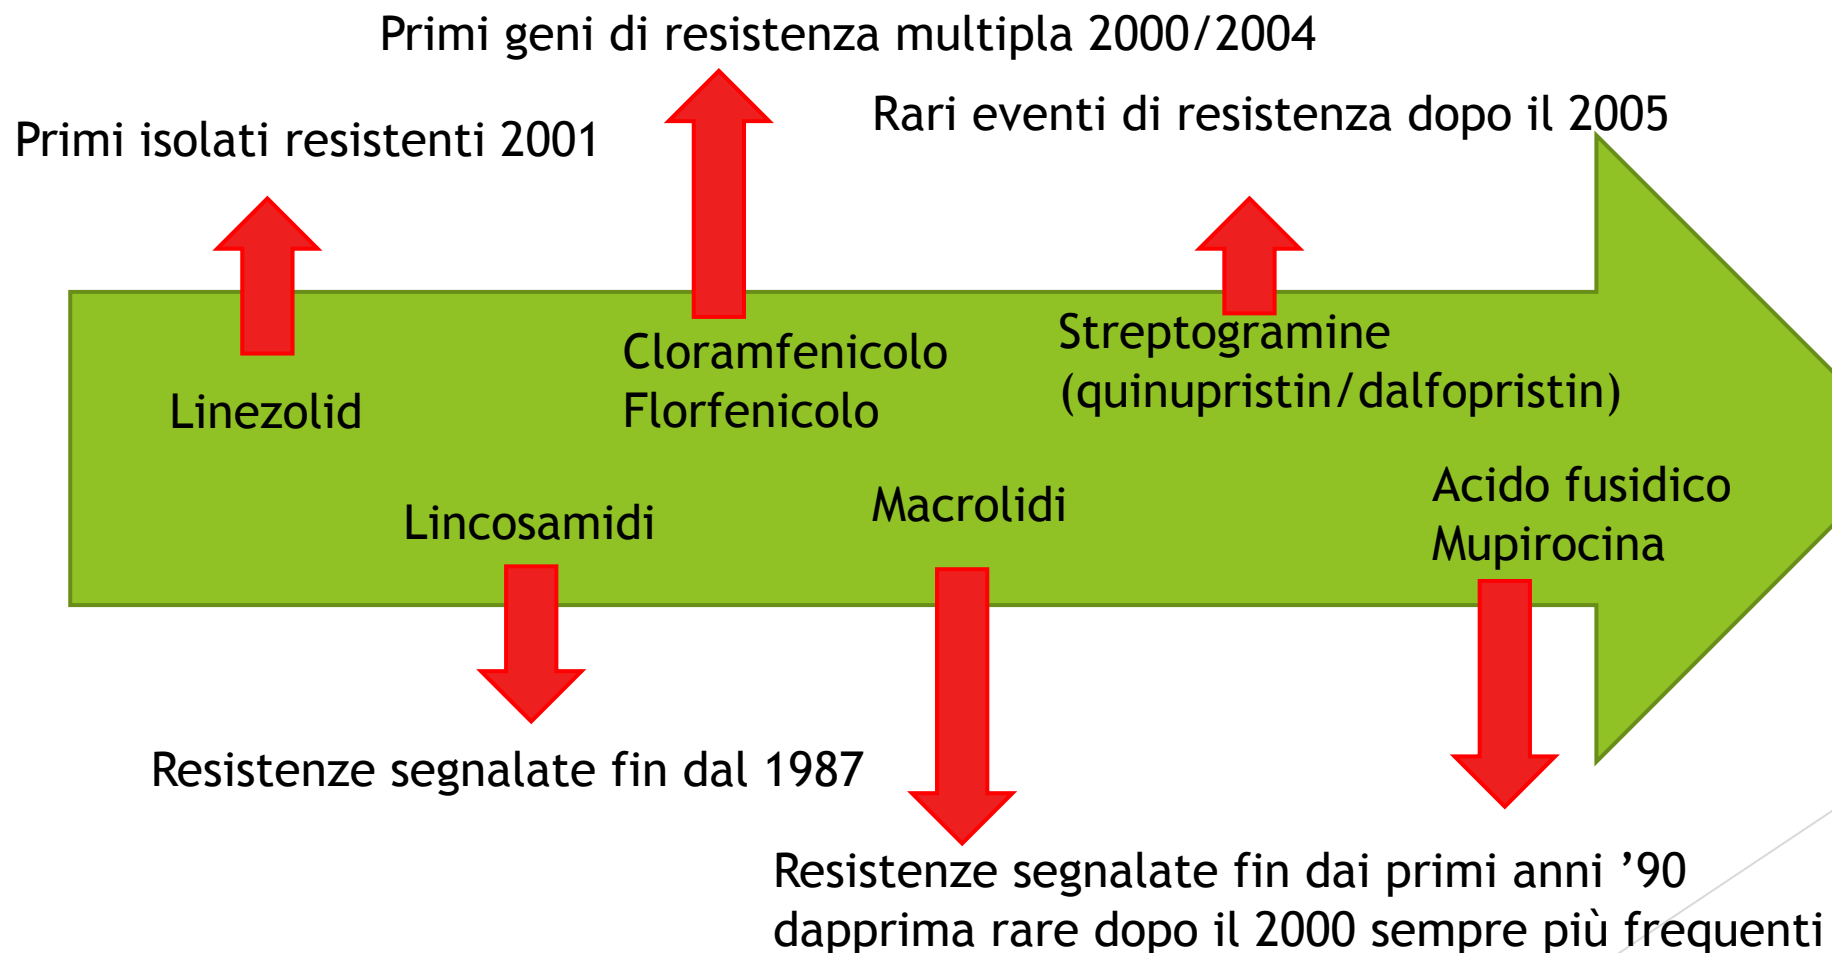 Primi geni di resistenza multipla 2000/2004
Rari eventi di resistenza dopo il 2005
Primi isolati resistenti 2001
Streptogramine
(quinupristin/dalfopristin)
Cloramfenicolo
Florfenicolo
Linezolid
Lincosamidi
Macrolidi
Acido fusidico
Mupirocina
Resistenze segnalate fin dal 1987
Resistenze segnalate fin dai primi anni ’90
dapprima rare dopo il 2000 sempre più frequenti